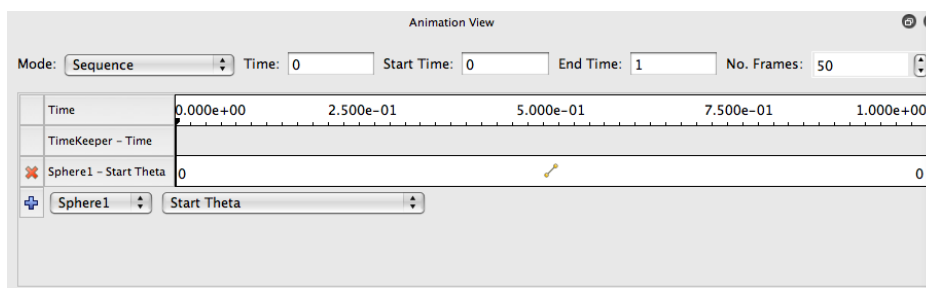 Animation View
Mode: Sequence Time: 0 Start Time: 0 End Time: 1 No. Frames: 50
Time 0.000e+00 2.500e-01 5.000e-01 7.500e-01 1.000e+00
TimeKeeper – Time
Sphere1 – Start Theta 0 0
Sphere1 Start Theta